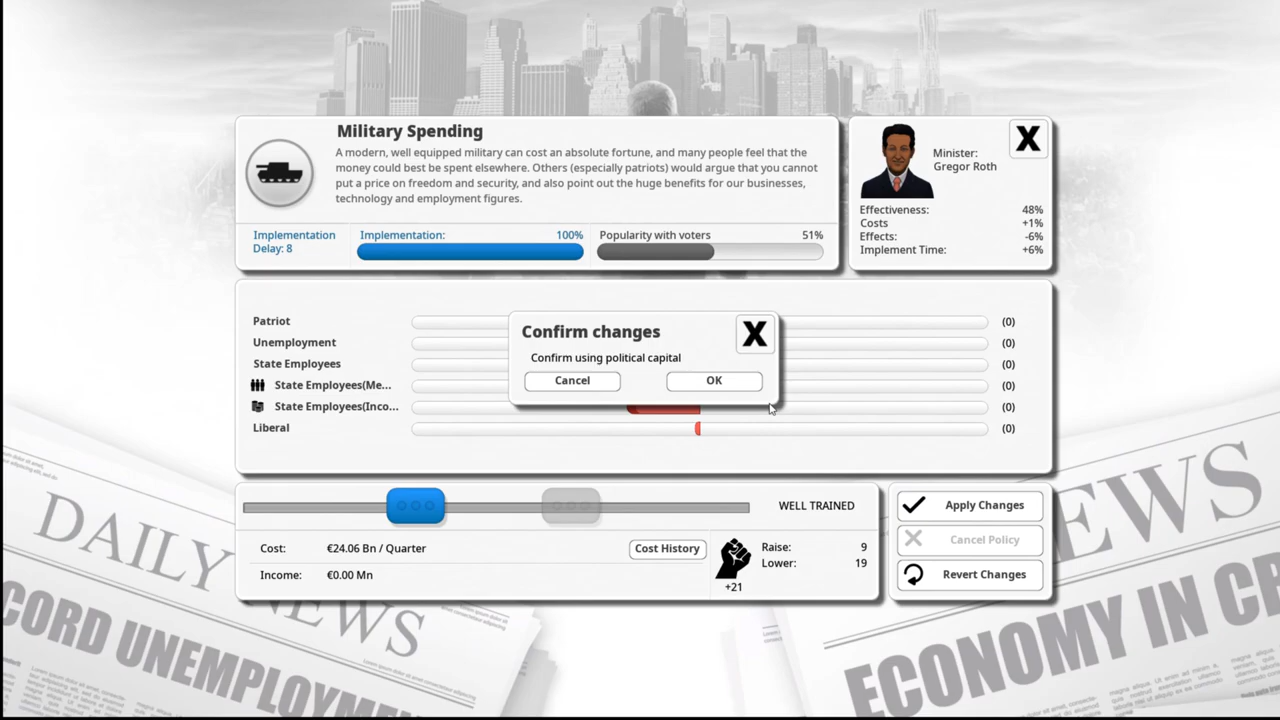 Military Spending
A modern, well equipped military can cost an absolute fortune, and many people feel that the
money could best be spent elsewhere. Others (especially patriots) would argue that you cannot
put a price on freedom and security, and also point out the huge benefits for our businesses,
technology and employment figures.
Implementation
Delay: 8
Implementation: 100%
Popularity with voters 51%
X
Minister:
Gregor Roth
Effectiveness: 48%
Costs +1%
Effects: -6%
Implement Time: +6%
Patriot (0)
Unemployment (0)
State Employees (0)
State Employees(Me... (0)
State Employees(Inco... (0)
Liberal (0)
Confirm changes
X
Confirm using political capital
Cancel OK
WELL TRAINED
Cost: €24.06 Bn / Quarter
Cost History
Income: €0.00 Mn
+21
Raise: 9
Lower: 19
Apply Changes
Cancel Policy
Revert Changes
DAILY NEWS
CORD UNEMPLOYM
EWS
ECONOMY IN CR